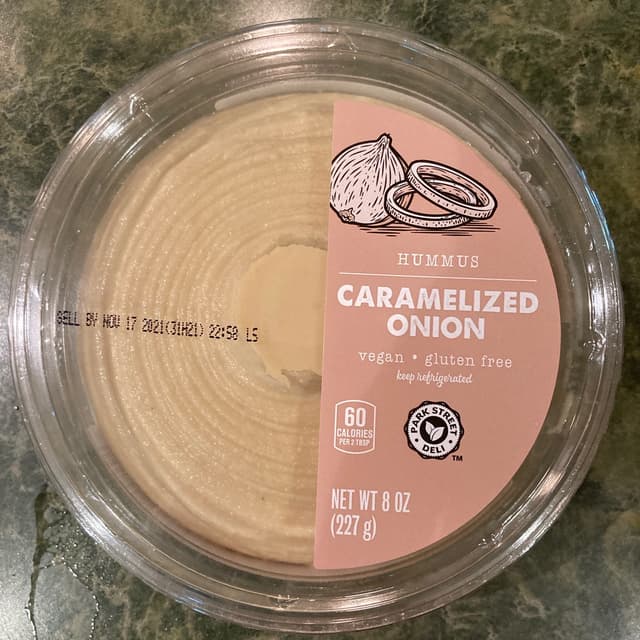 SELL BY NOV 17 2021(31H21) 22:58 L5
HUMMUS
CARAMELIZED
ONION
vegan • gluten free
keep refrigerated
60
CALORIES
PER 2 TBSP
PARK STREET
DELI
TM
NET WT 8 OZ
(227 g)